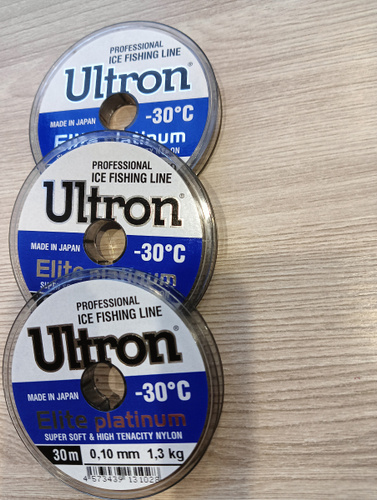 PROFESSIONAL
ICE FISHING LINE
Ultron®
MADE IN JAPAN
-30°C
Elite platinum
PROFESSIONAL
ICE FISHING LINE
Ultron®
MADE IN JAPAN
-30°C
Elite platinum
PROFESSIONAL
ICE FISHING LINE
Ultron®
MADE IN JAPAN
-30°C
Elite platinum
SUPER SOFT & HIGH TENACITY NYLON
30m 0,10 mm 1,3 kg